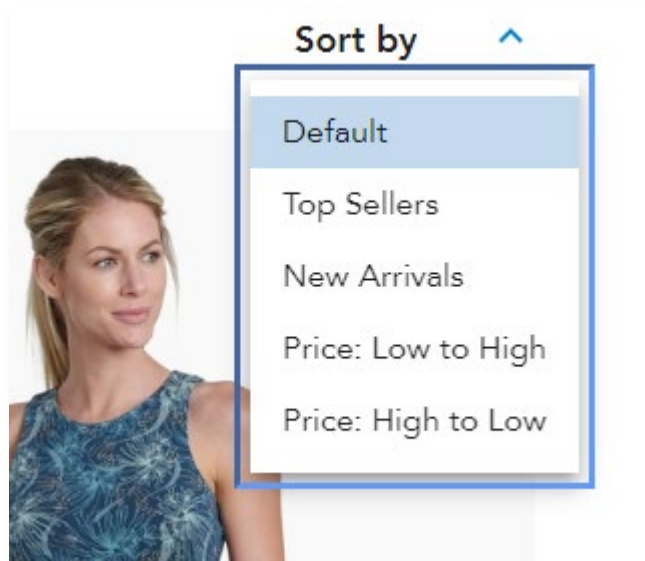 Sort by
Default
Top Sellers
New Arrivals
Price: Low to High
Price: High to Low